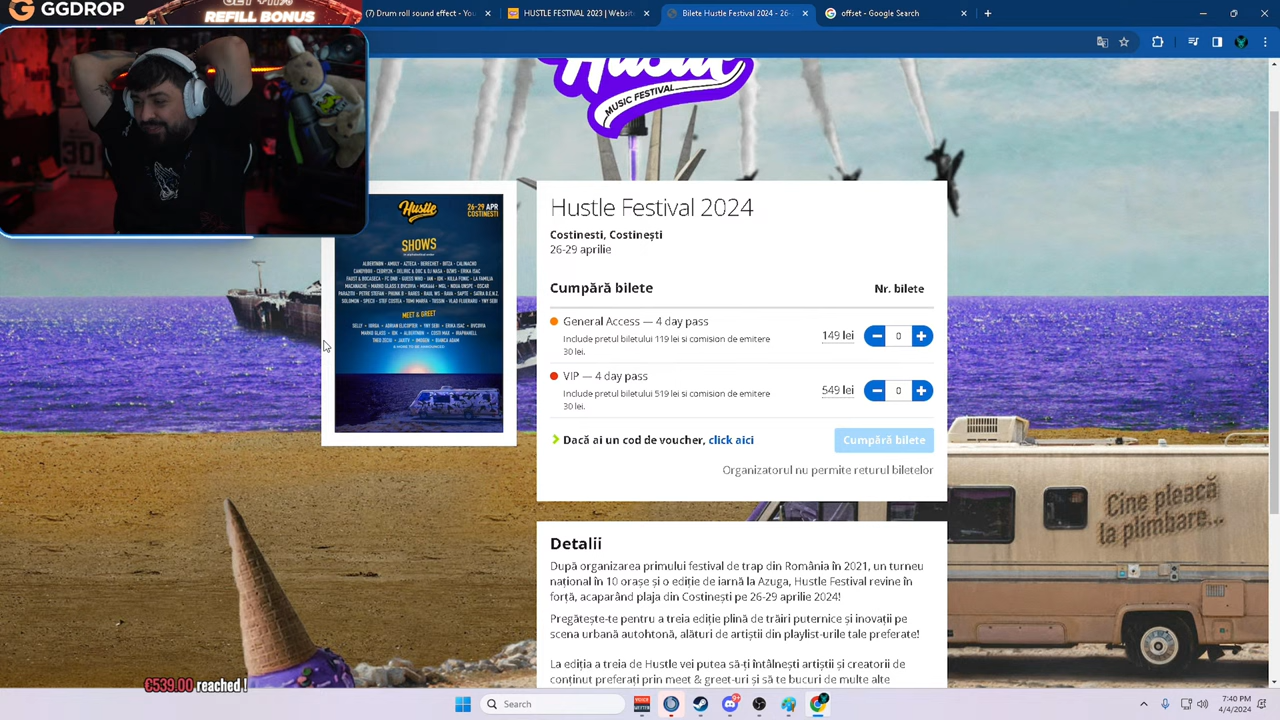 GGDROP
GET +11%
REFILL BONUS
(7) Drum roll sound effect - You
HUSTLE FESTIVAL 2023 | Websit
Bilete
al 2024 - 26-
offside - Google Search
Hustle
MUSIC FESTIVAL
30
Hustle
26-29 APR
COSTINESTI
SHOWS
MEET & GREET
Hustle Festival 2024
Costinesti, Costinești
26-29 aprilie
Cumpără bilete
Nr. bilete
General Access — 4 day pass
Include pretul biletului 119 lei si comision de emitere
30 lei.
149 lei
0
VIP — 4 day pass
Include pretul biletului 519 lei si comision de emitere
30 lei.
549 lei
0
Dacă ai un cod de voucher, click aici
Cumpără bilete
Organizatorul nu permite returul biletelor
Detalii
După organizarea primului festival de trap din România în 2021, un turneu
național în 10 orașe și o ediție de iarnă la Azuga, Hustle Festival revine în
forță, acaparând plaja din Costinești pe 26-29 aprilie 2024!
Pregătește-te pentru a treia ediție plină de trăiri puternice și inovații pe
scena urbană autohtonă, alături de artiștii din playlist-urile tale preferate!
La ediția a treia de Hustle vei putea să-ți întâlnești artiștii și creatorii de
conținut preferați prin meet & greet-uri și să te bucuri de multe alte
Cine pleacă
la plimbare...
€539.00 reached !
Search
7:40 PM
4/4/2024